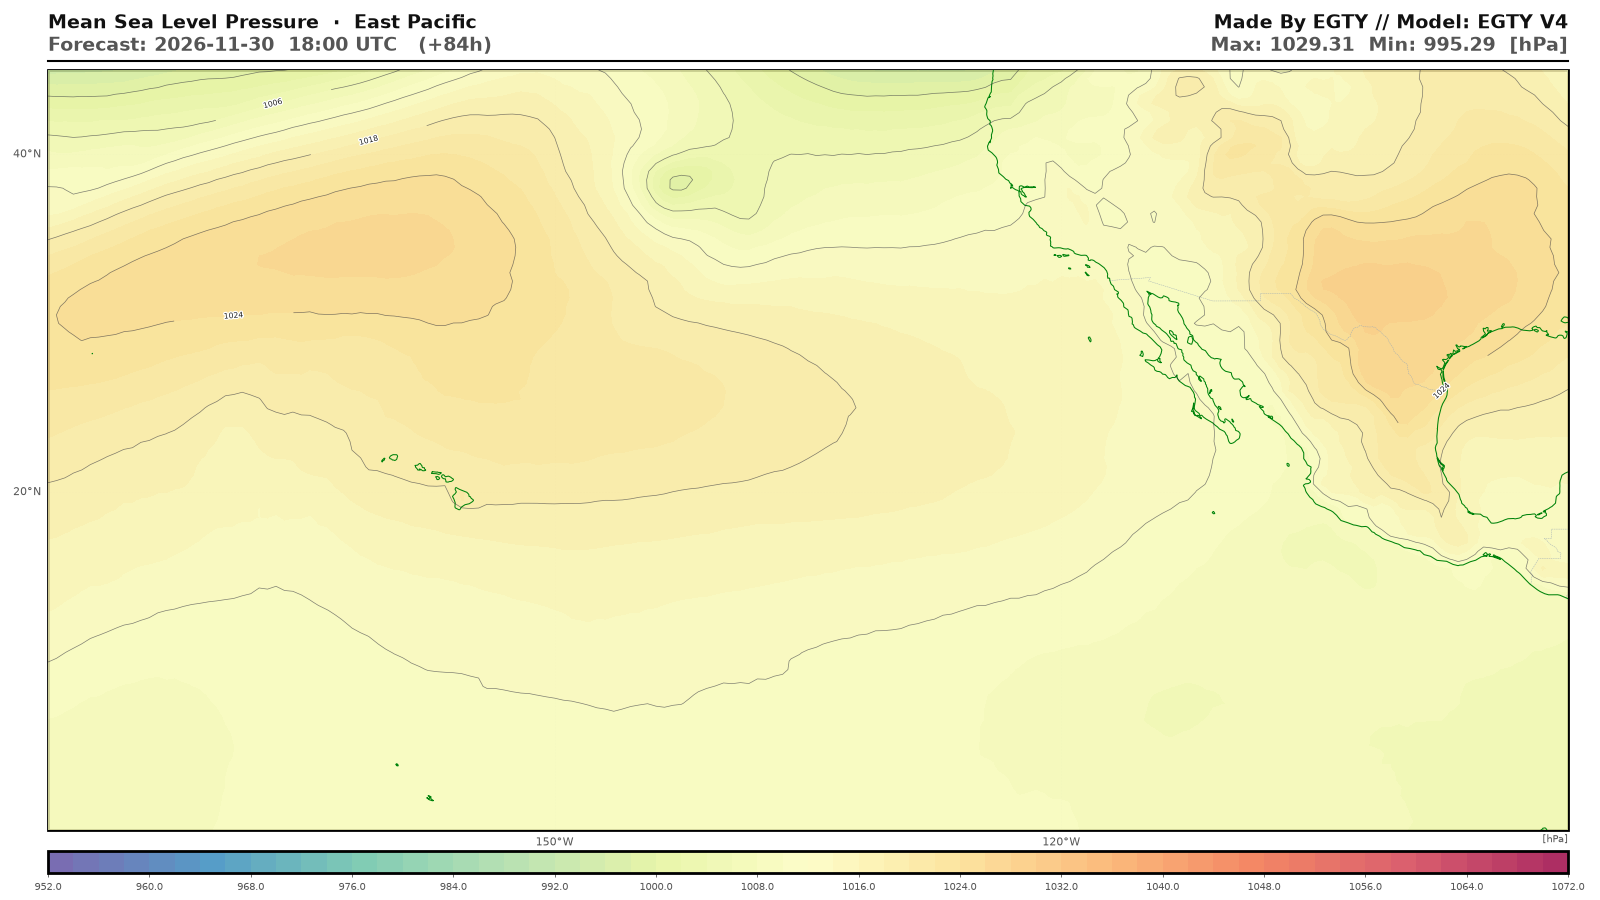 Mean Sea Level Pressure · East Pacific
Made By EGTY // Model: EGTY V4
Forecast: 2026-11-30 18:00 UTC (+84h)
Max: 1029.31 Min: 995.29 [hPa]
1006
1018
40°N
1024
1024
20°N
150°W
120°W
[hPa]
952.0
960.0
968.0
976.0
984.0
992.0
1000.0
1008.0
1016.0
1024.0
1032.0
1040.0
1048.0
1056.0
1064.0
1072.0